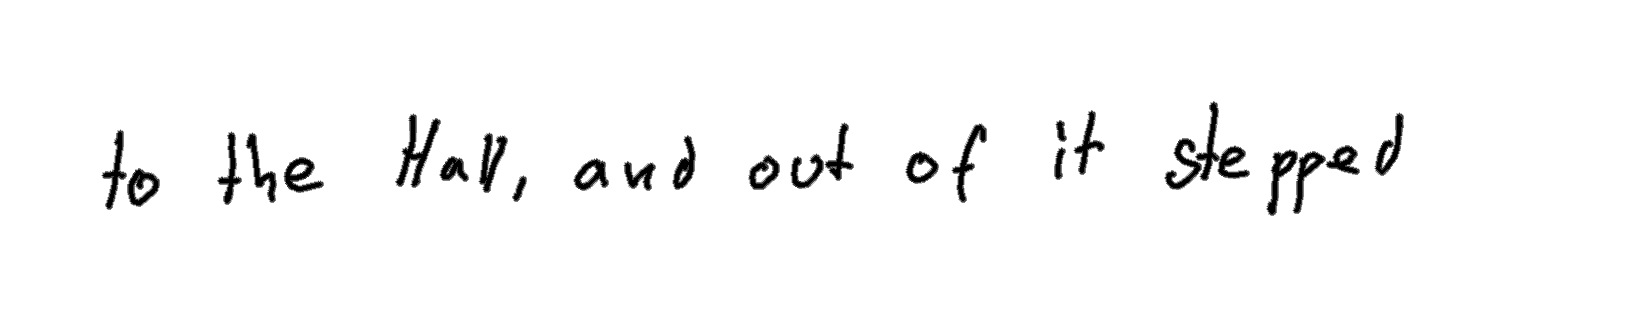 to the Hall, and out of it stepped